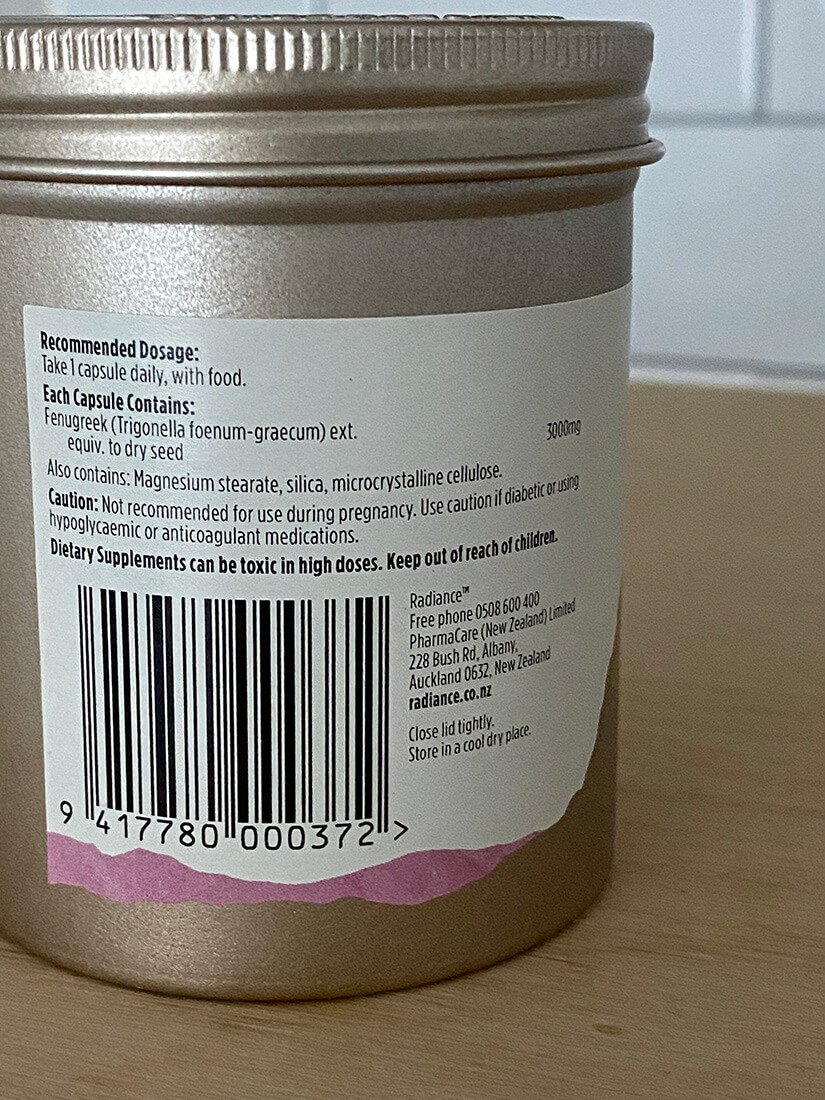 Recommended Dosage:
Take 1 capsule daily, with food.
Each Capsule Contains:
Fenugreek (Trigonella foenum-graecum) ext. 3000mg
equiv. to dry seed
Also contains: Magnesium stearate, silica, microcrystalline cellulose.
Caution: Not recommended for use during pregnancy. Use caution if diabetic or using
hypoglycaemic or anticoagulant medications.
Dietary Supplements can be toxic in high doses. Keep out of reach of children.
Radiance™
Free phone 0508 600 400
PharmaCare (New Zealand) Limited
228 Bush Rd, Albany,
Auckland 0632, New Zealand
radiance.co.nz
Close lid tightly.
Store in a cool dry place.
9 417780 000372 >